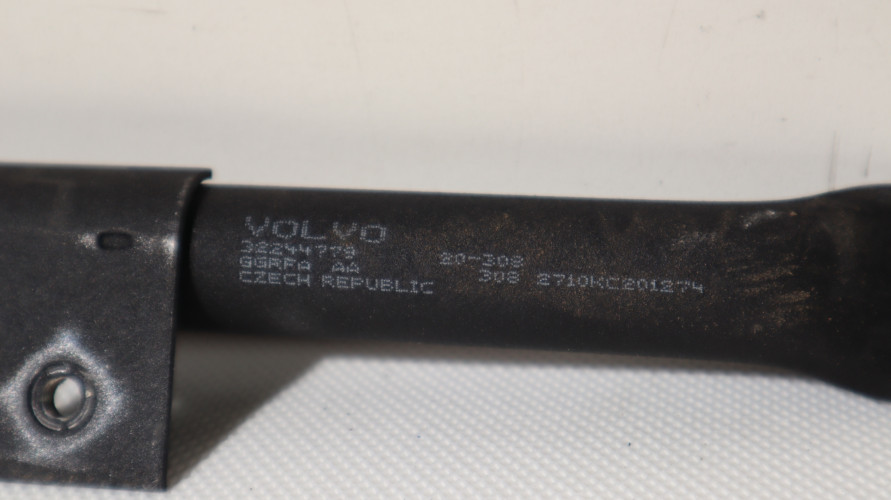 VOLVO
32244779
GGRFA AA
CZECH REPUBLIC
20-308
308 2710KC201274